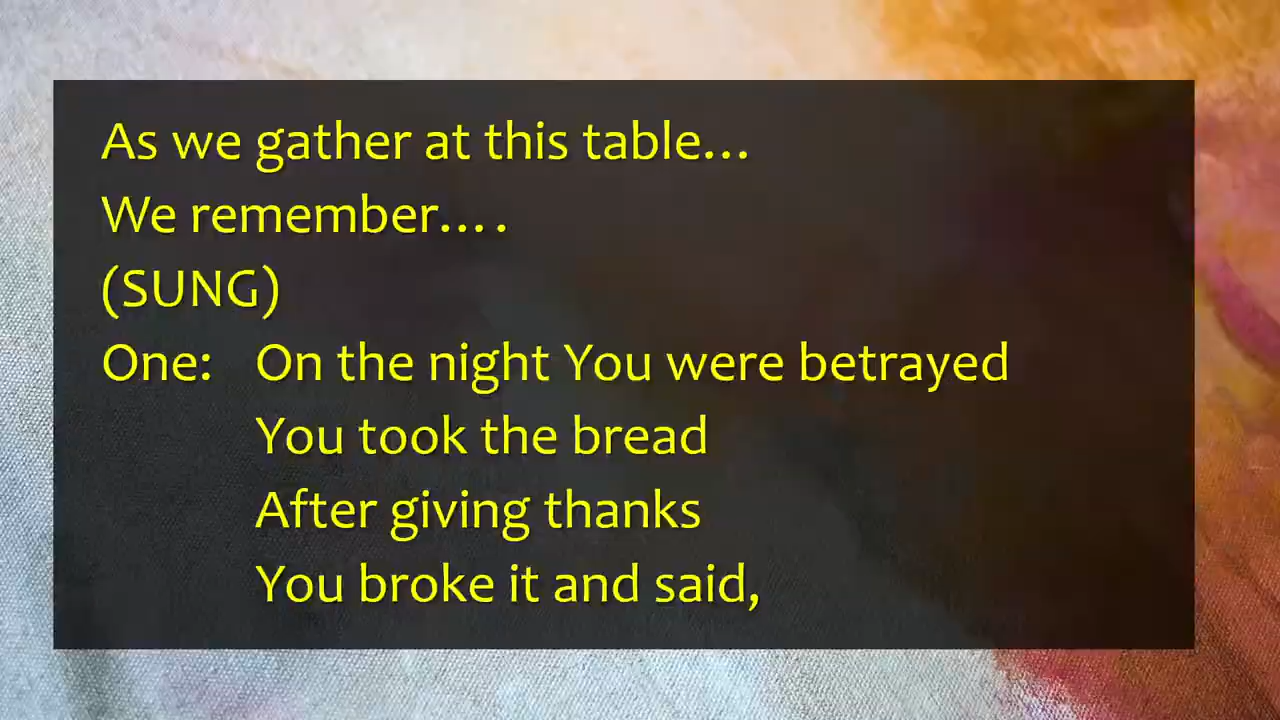 As we gather at this table…
We remember… .
(SUNG)
One: On the night You were betrayed
You took the bread
After giving thanks
You broke it and said,